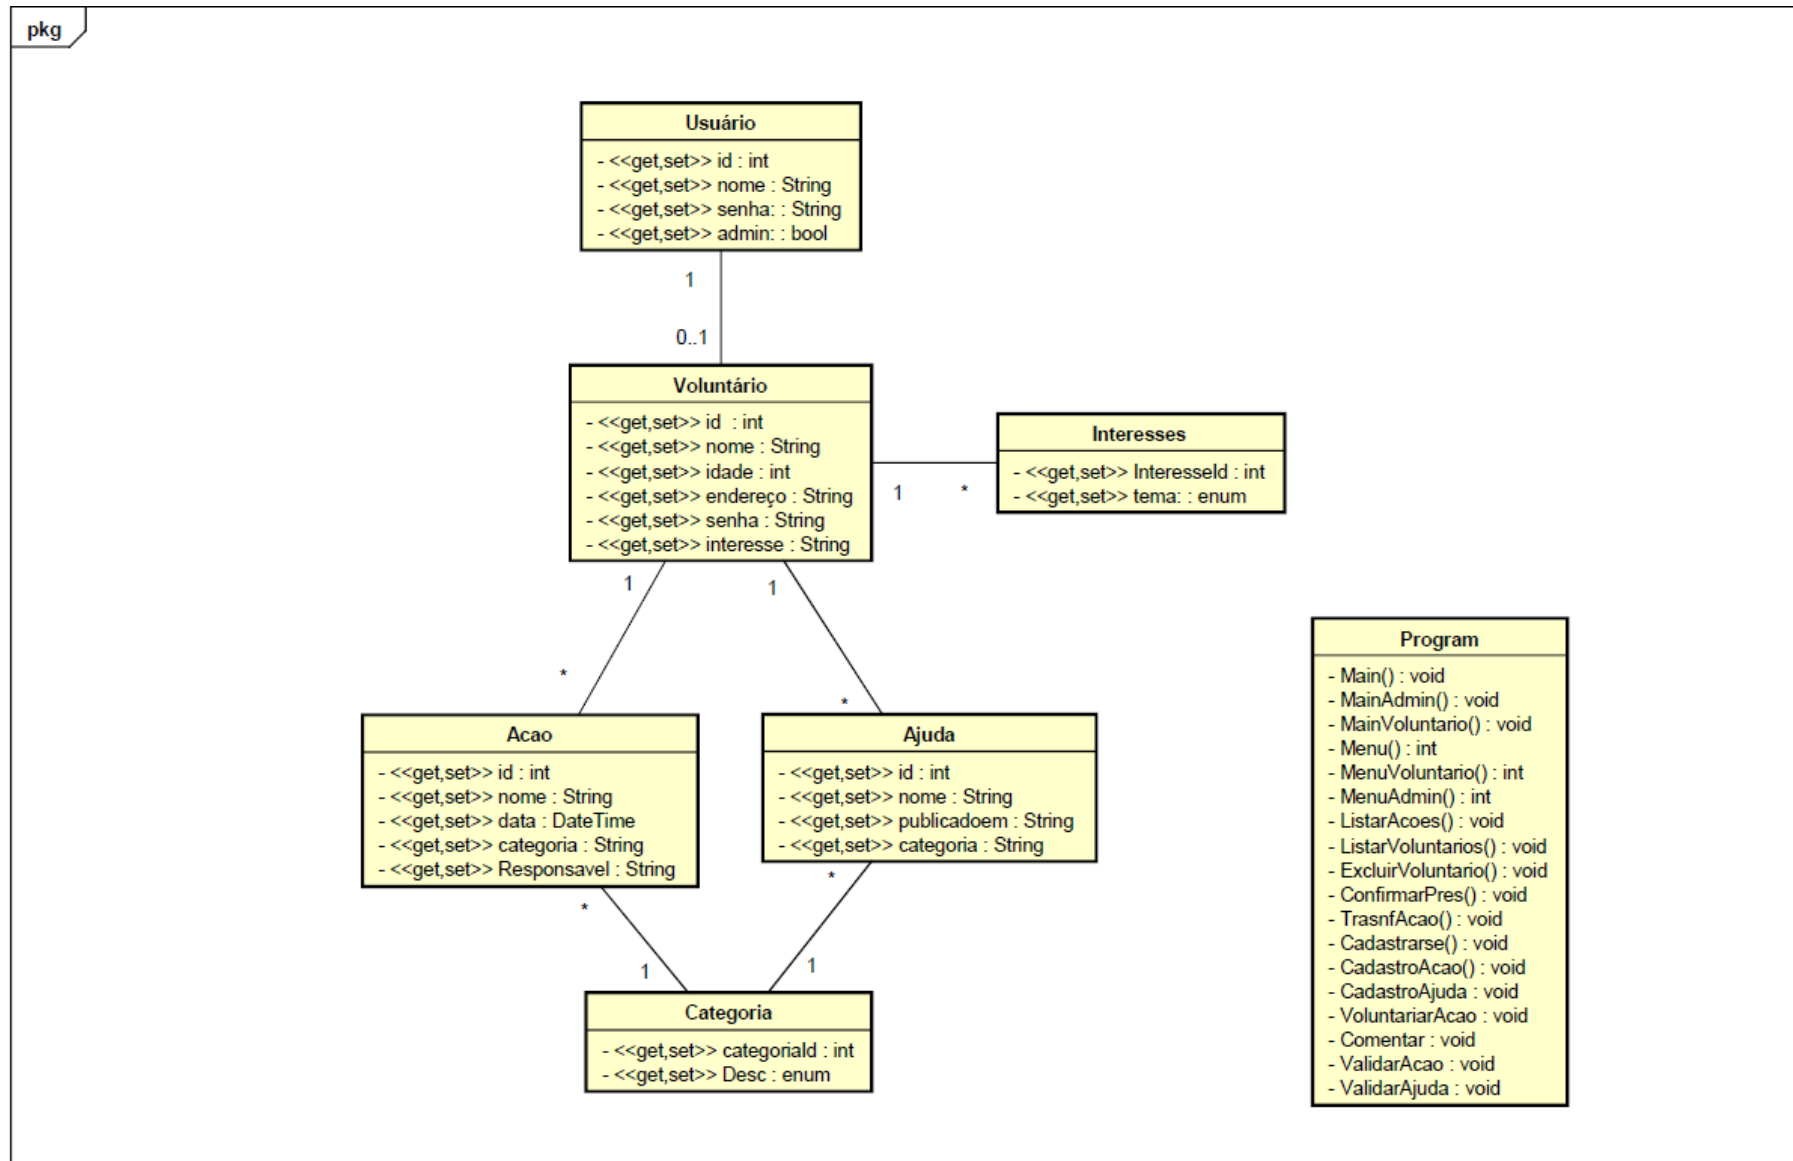 pkg
Usuário
- <<get,set>> id : int
- <<get,set>> nome : String
- <<get,set>> senha: : String
- <<get,set>> admin: : bool
1
0..1
Voluntário
- <<get,set>> id  : int
- <<get,set>> nome : String
- <<get,set>> idade : int
- <<get,set>> endereço : String
- <<get,set>> senha : String
- <<get,set>> interesse : String
1
*
Interesses
- <<get,set>> InteresseId : int
- <<get,set>> tema: : enum
1
*
1
*
Acao
- <<get,set>> id : int
- <<get,set>> nome : String
- <<get,set>> data : DateTime
- <<get,set>> categoria : String
- <<get,set>> Responsavel : String
Ajuda
- <<get,set>> id : int
- <<get,set>> nome : String
- <<get,set>> publicadoem : String
- <<get,set>> categoria : String
*
1
*
1
Categoria
- <<get,set>> categoriaId : int
- <<get,set>> Desc : enum
Program
- Main() : void
- MainAdmin() : void
- MainVoluntario() : void
- Menu() : int
- MenuVoluntario() : int
- MenuAdmin() : int
- ListarAcoes() : void
- ListarVoluntarios() : void
- ExcluirVoluntario() : void
- ConfirmarPres() : void
- TrasnfAcao() : void
- Cadastrarse() : void
- CadastroAcao() : void
- CadastroAjuda : void
- VoluntariarAcao : void
- Comentar : void
- ValidarAcao : void
- ValidarAjuda : void